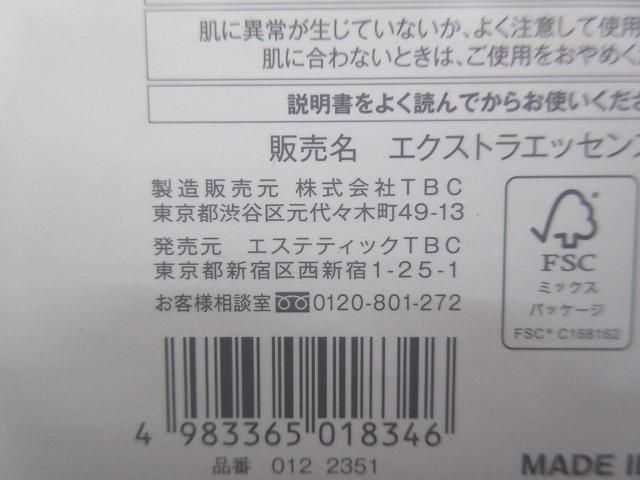 肌に異常が生じていないか、よく注意して使用
肌に合わないときは、ご使用をおやめく
説明書をよく読んでからお使いくださ
販売名 エクストラエッセンス
製造販売元 株式会社TBC
東京都渋谷区元代々木町49-13
発売元 エステティックTBC
東京都新宿区西新宿1-25-1
お客様相談室 0120-801-272
FSC
ミックス
パッケージ
FSC® C168162
4 983365 018346
品番 012 2351
MADE I